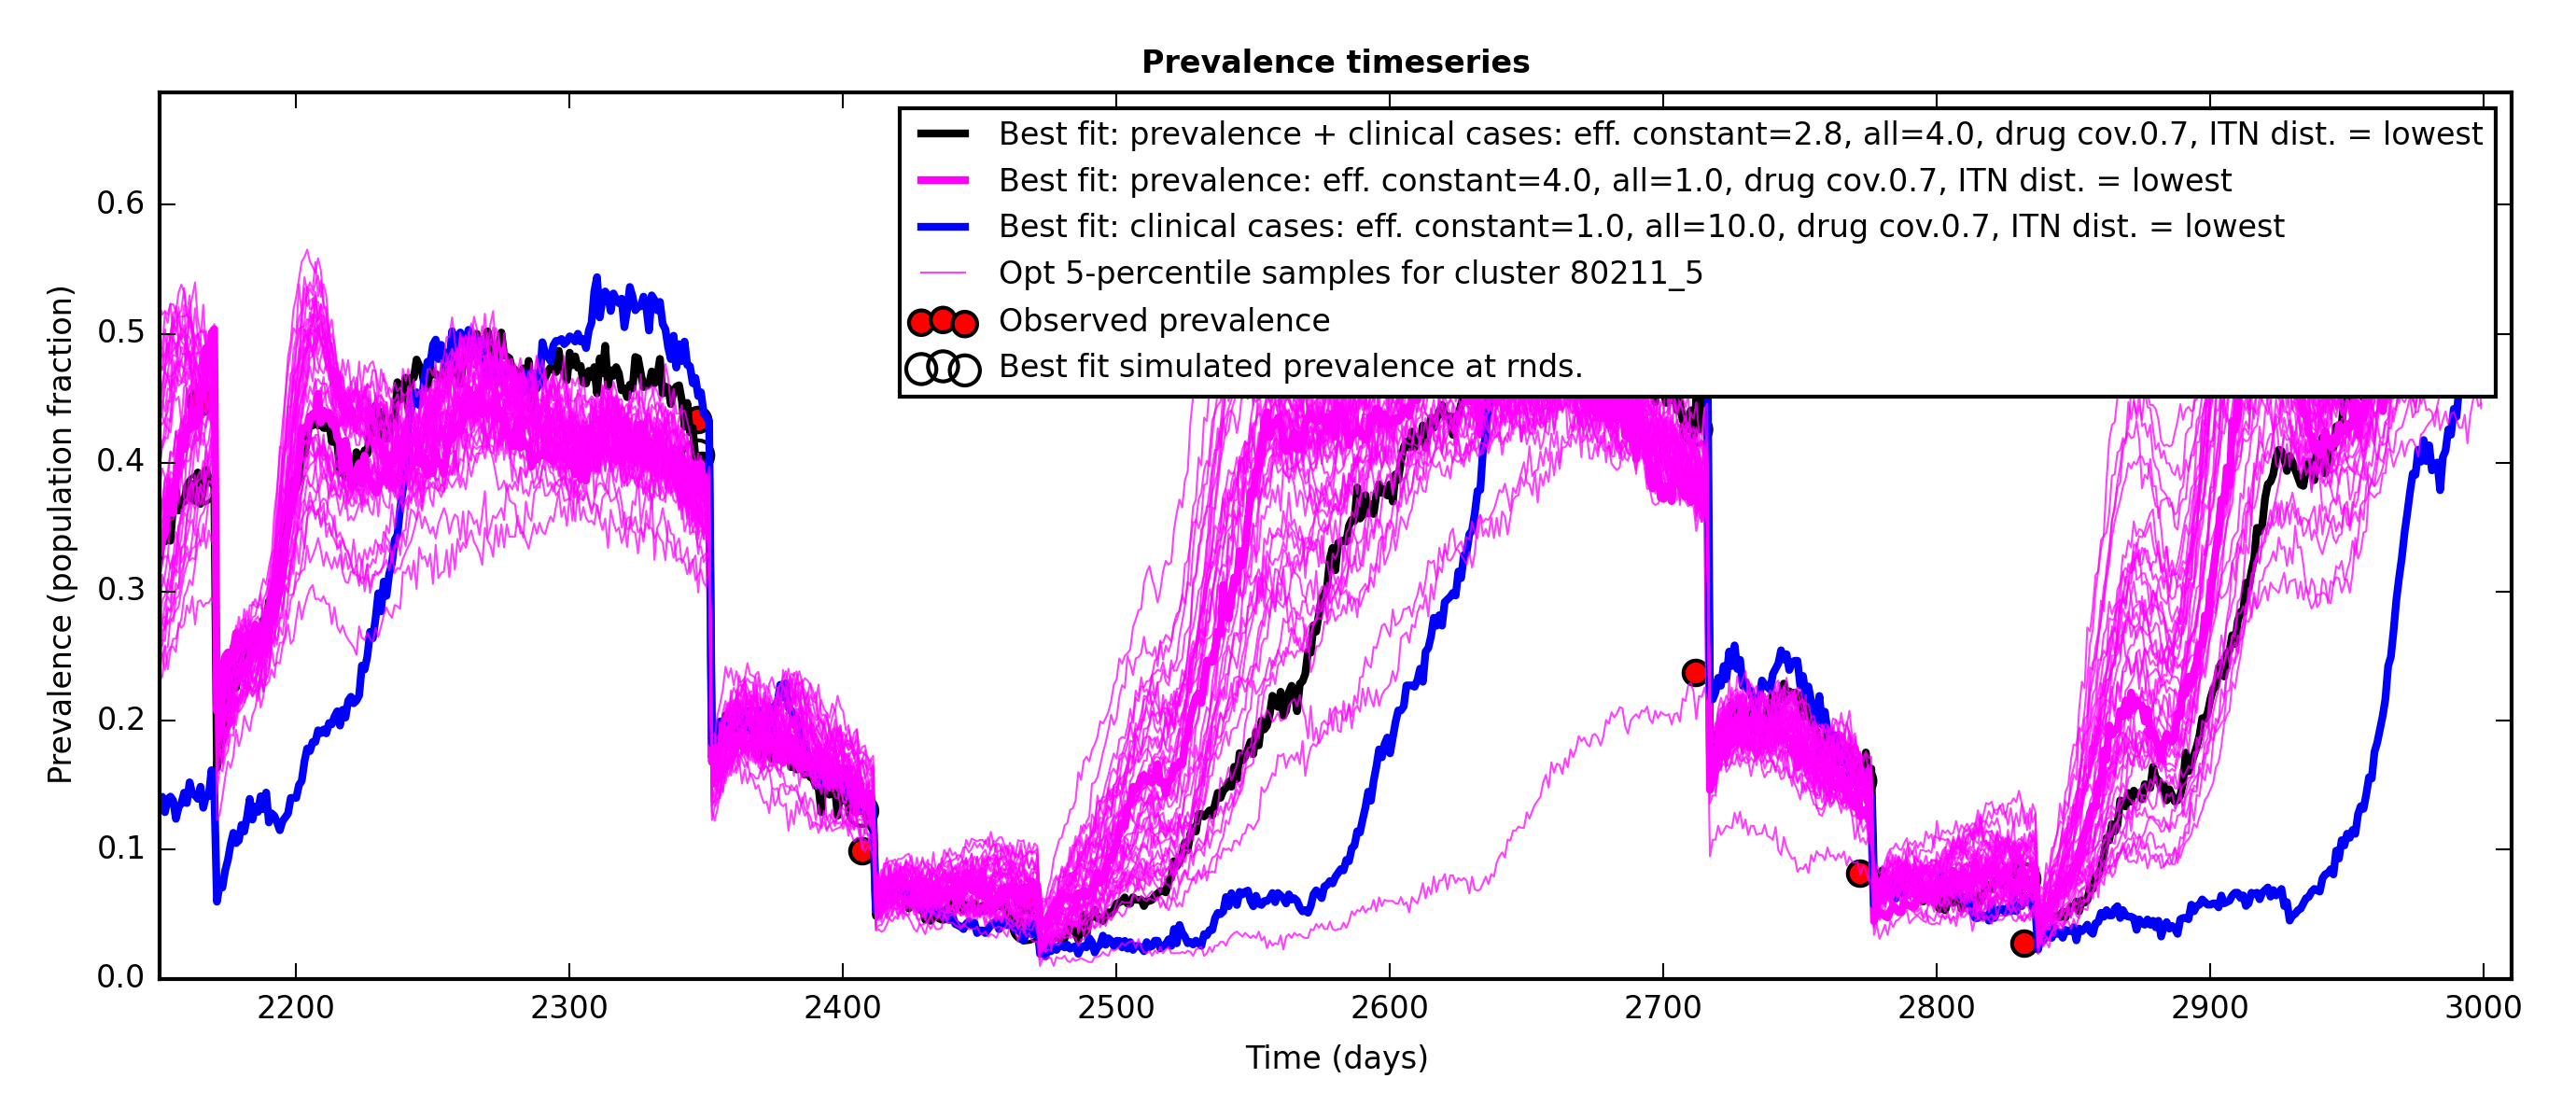 Prevalence timeseries
Best fit: prevalence + clinical cases: eff. constant=2.8, all=4.0, drug cov.0.7, ITN dist. = lowest
Best fit: prevalence: eff. constant=4.0, all=1.0, drug cov.0.7, ITN dist. = lowest
Best fit: clinical cases: eff. constant=1.0, all=10.0, drug cov.0.7, ITN dist. = lowest
Opt 5-percentile samples for cluster 80211_5
Observed prevalence
Best fit simulated prevalence at rnds.
Prevalence (population fraction)
0.6
0.5
0.4
0.3
0.2
0.1
0.0
2200 2300 2400 2500 2600 2700 2800 2900 3000
Time (days)